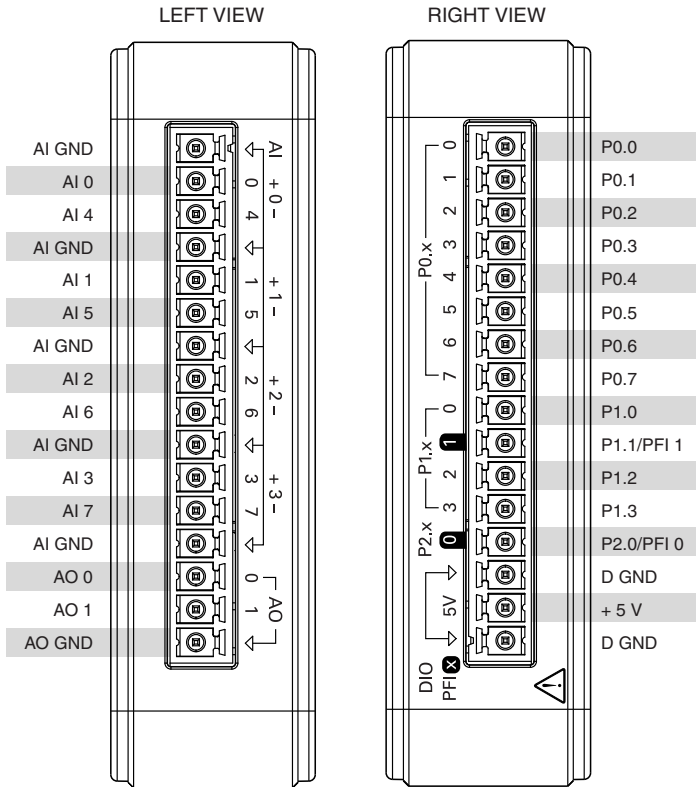 LEFT VIEW
RIGHT VIEW
AI GND
AI 0
AI 4
AI GND
AI 1
AI 5
AI GND
AI 2
AI 6
AI GND
AI 3
AI 7
AI GND
AO 0
AO 1
AO GND
AI
0
4
1
5
2
6
3
7
0
1
+ 0 -
+ 1 -
+ 2 -
+ 3 -
AO
P0.x
0
1
2
3
4
5
6
7
P1.x
0
1
2
3
P2.x
0
5V
DIO
PFI X
P0.0
P0.1
P0.2
P0.3
P0.4
P0.5
P0.6
P0.7
P1.0
P1.1/PFI 1
P1.2
P1.3
P2.0/PFI 0
D GND
+ 5 V
D GND